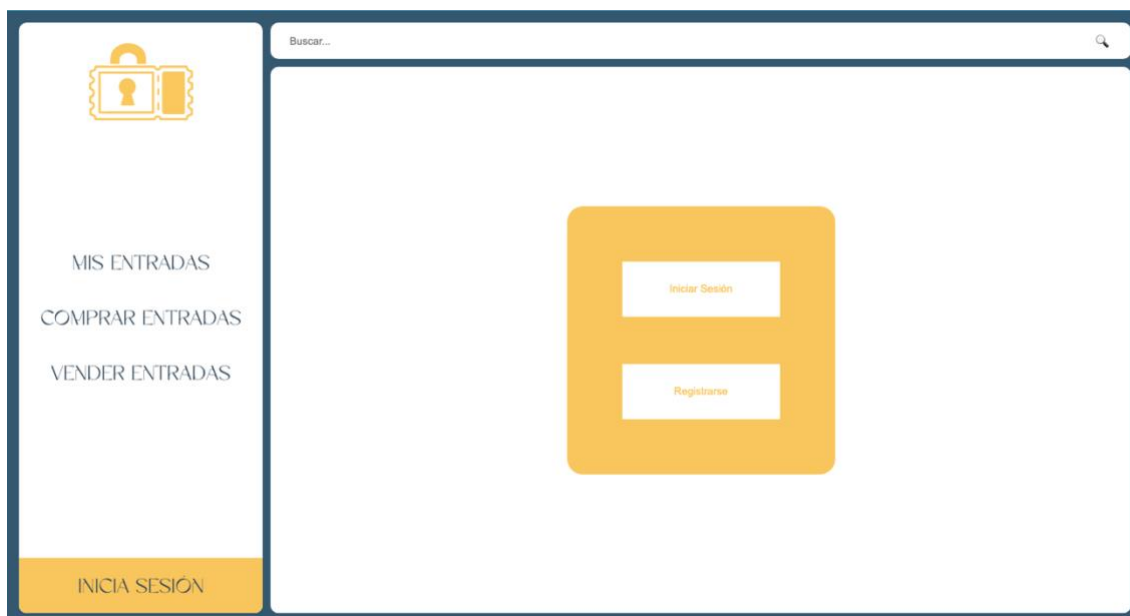 Buscar...
MIS ENTRADAS
COMPRAR ENTRADAS
VENDER ENTRADAS
INICIA SESIÓN
Iniciar Sesión
Registrarse